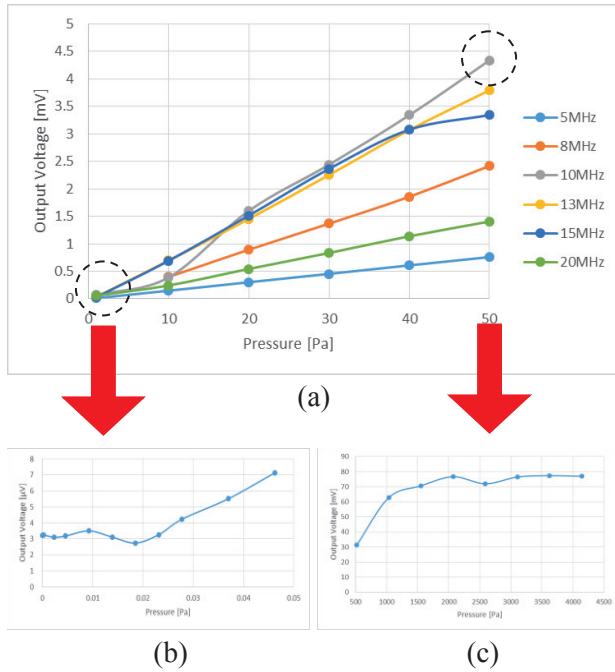 5
4.5
4
3.5
3
2.5
2
1.5
1
0.5
0
Output Voltage [mV]
0 10 20 30 40 50
Pressure [Pa]
5MHz
8MHz
10MHz
13MHz
15MHz
20MHz
(a)
8
7
6
5
4
3
2
1
0
Output Voltage [μV]
0 0.01 0.02 0.03 0.04 0.05
Pressure [Pa]
(b)
90
80
70
60
50
40
30
20
10
0
Output Voltage [mV]
500 1000 1500 2000 2500 3000 3500 4000 4500
Pressure [Pa]
(c)